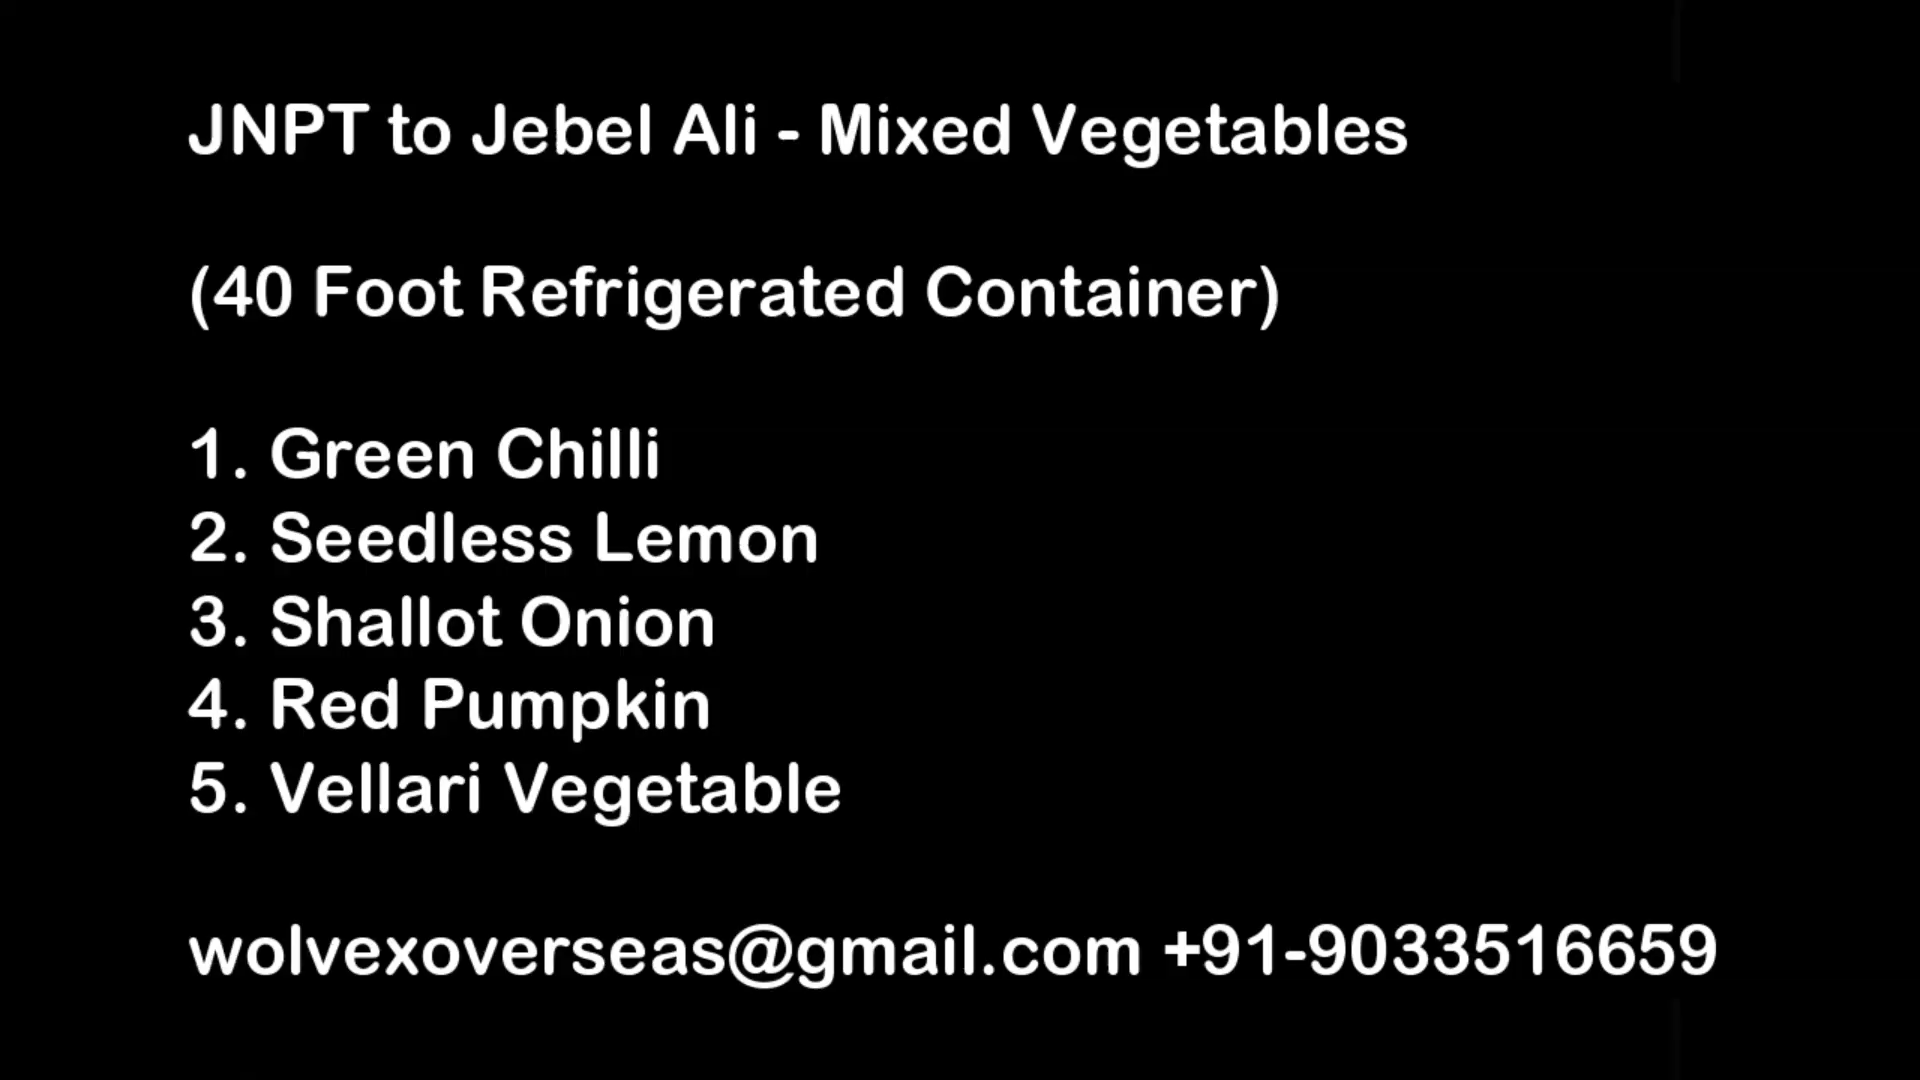 JNPT to Jebel Ali - Mixed Vegetables
(40 Foot Refrigerated Container)
1. Green Chilli
2. Seedless Lemon
3. Shallot Onion
4. Red Pumpkin
5. Vellari Vegetable
wolvexoverseas@gmail.com +91-9033516659